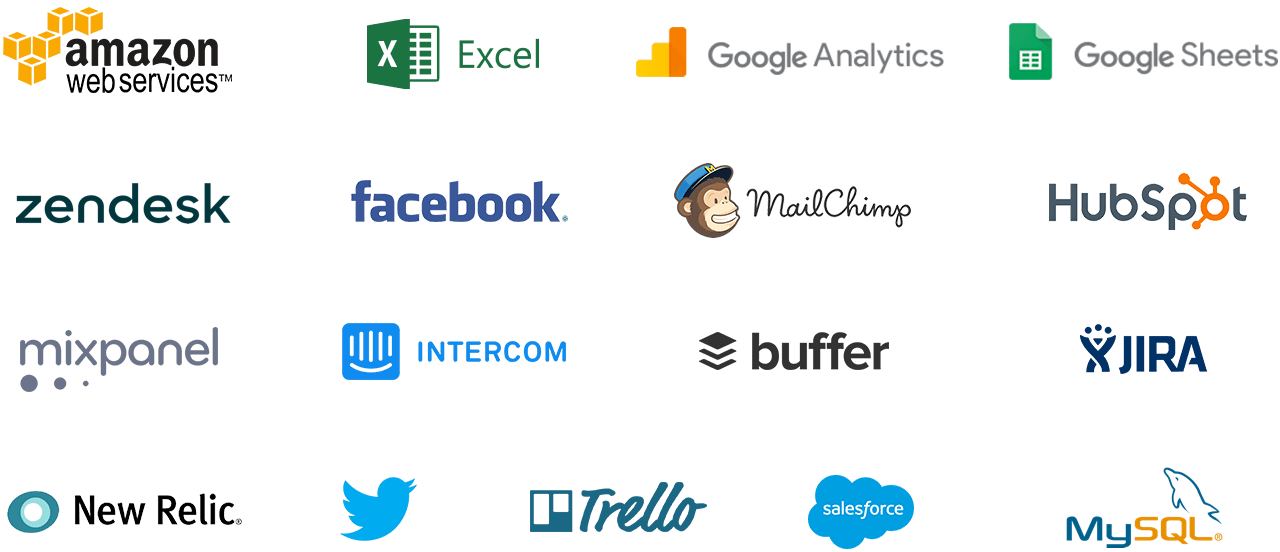 amazon
web services™
X Excel
Google Analytics
Google Sheets
zendesk
facebook®
M MailChimp
HubSpot
mixpanel
INTERCOM
buffer
JIRA
New Relic®
Trello
salesforce
MySQL®